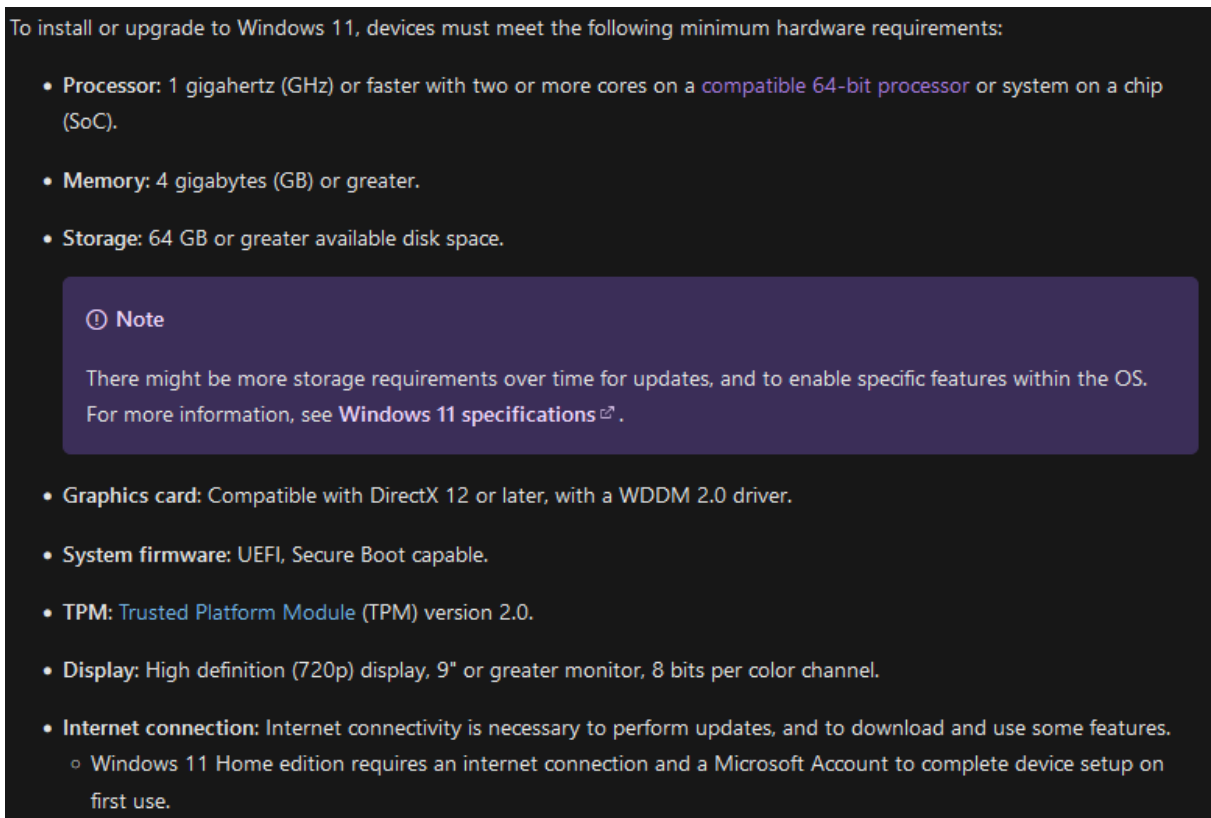 To install or upgrade to Windows 11, devices must meet the following minimum hardware requirements:
• Processor: 1 gigahertz (GHz) or faster with two or more cores on a compatible 64-bit processor or system on a chip
(SoC).
• Memory: 4 gigabytes (GB) or greater.
• Storage: 64 GB or greater available disk space.
Note
There might be more storage requirements over time for updates, and to enable specific features within the OS.
For more information, see Windows 11 specifications.
• Graphics card: Compatible with DirectX 12 or later, with a WDDM 2.0 driver.
• System firmware: UEFI, Secure Boot capable.
• TPM: Trusted Platform Module (TPM) version 2.0.
• Display: High definition (720p) display, 9" or greater monitor, 8 bits per color channel.
• Internet connection: Internet connectivity is necessary to perform updates, and to download and use some features.
◦ Windows 11 Home edition requires an internet connection and a Microsoft Account to complete device setup on
first use.